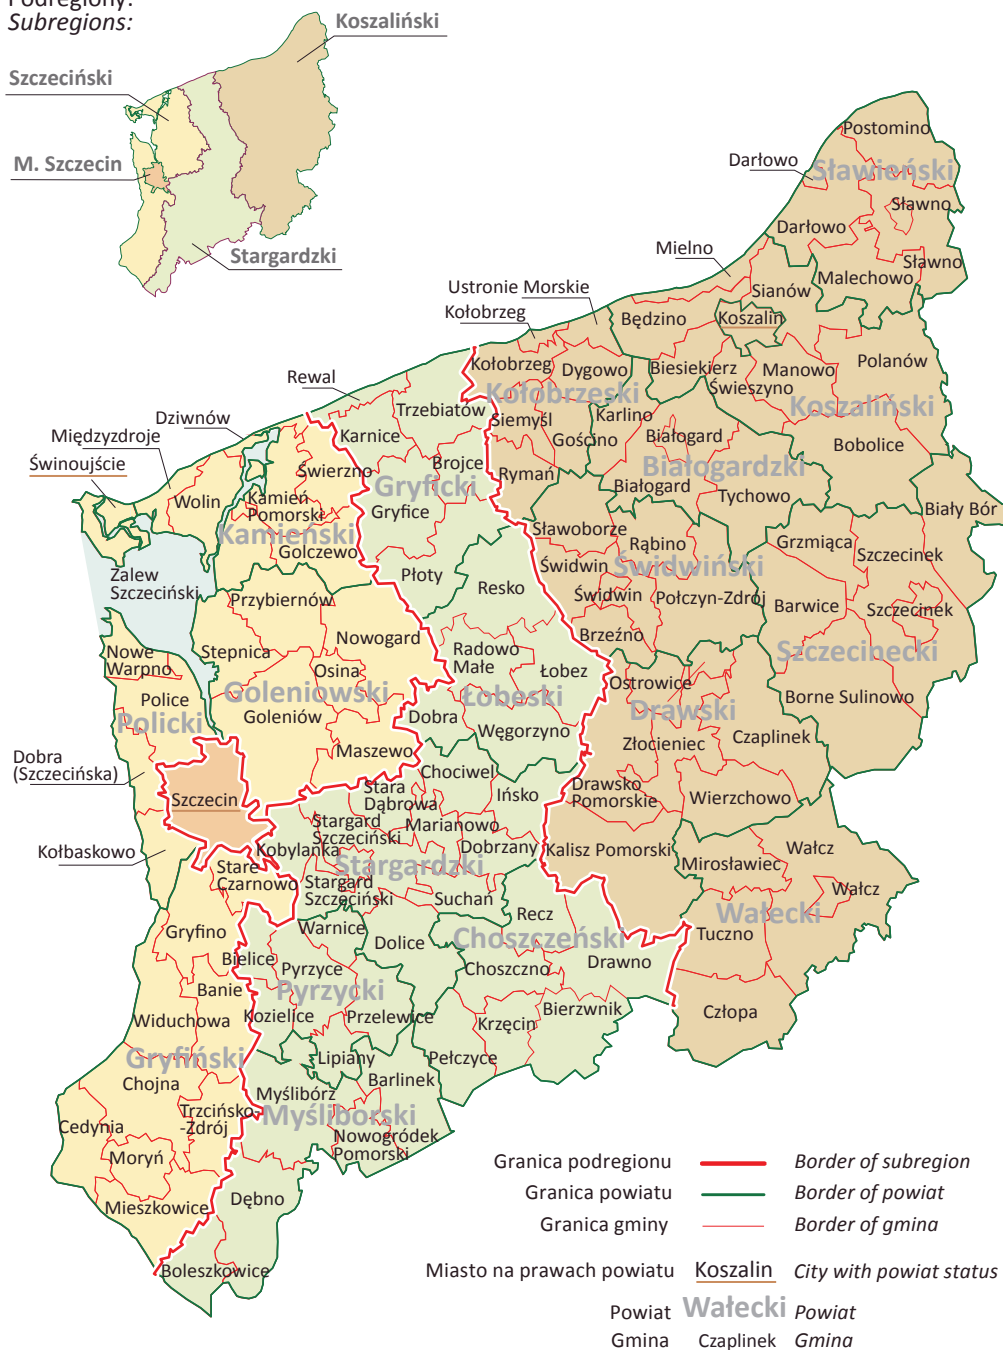 Podregiony:
Subregions:
Koszaliński
Szczeciński
M. Szczecin
Stargardzki
Postomino
Darłowo
Sławieński
Sławno
Darłowo
Mielno
Sławno
Malechowo
Sianów
Ustronie Morskie
Kołobrzeg
Będzino
Koszalin
Polanów
Kołobrzeg
Dygowo
Biesiekierz
Manowo
Świeszyno
Rewal
Kołobrzeski
Koszaliński
Trzebiatów
Dziwnów
Siemyśl
Karlino
Międzyzdroje
Karnice
Gościno
Białogard
Bobolice
Świnoujście
Świerzno
Brojce
Rymań
Białogardzki
Gryficki
Białogard
Tychowo
Wolin
Kamień
Pomorski
Gryfice
Biały Bór
Kamieński
Sławoborze
Rąbino
Grzmiąca
Golczewo
Szczecinek
Świdwin
Świdwiński
Zalew
Szczeciński
Płoty
Resko
Świdwin
Połczyn-Zdrój
Barwice
Szczecinek
Przybiernów
Nowogard
Brzeźno
Stepnica
Radowo
Małe
Szczecinecki
Nowe
Warpno
Osina
Łobez
Ostrowice
Police
Goleniowski
Łobeski
Borne Sulinowo
Policki
Goleniów
Dobra
Drawski
Węgorzyno
Czaplinek
Maszewo
Złocieniec
Dobra
(Szczecińska)
Chociwel
Stara
Dąbrowa
Ińsko
Drawsko
Pomorskie
Wierzchowo
Szczecin
Stargard
Szczeciński
Marianowo
Kołbaskowo
Kobylanka
Dobrzany
Kalisz Pomorski
Wałcz
Stargardzki
Mirosławiec
Stare
Czarnowo
Stargard
Szczeciński
Suchań
Wałcz
Recz
Wałecki
Warnice
Gryfino
Dolice
Choszczeński
Tuczno
Bielice
Pyrzyce
Choszczno
Drawno
Banie
Pyrzycki
Kozielice
Przelewice
Bierzwnik
Człopa
Widuchowa
Krzęcin
Gryfiński
Lipiany
Pełczyce
Chojna
Myślibórz
Barlinek
Cedynia
Trzcińsko-
-Zdrój
Myśliborski
Moryń
Nowogródek
Pomorski
Mieszkowice
Dębno
Boleszkowice
Granica podregionu Border of subregion
Granica powiatu Border of powiat
Granica gminy Border of gmina
Miasto na prawach powiatu Koszalin City with powiat status
Powiat Wałecki Powiat
Gmina Czaplinek Gmina